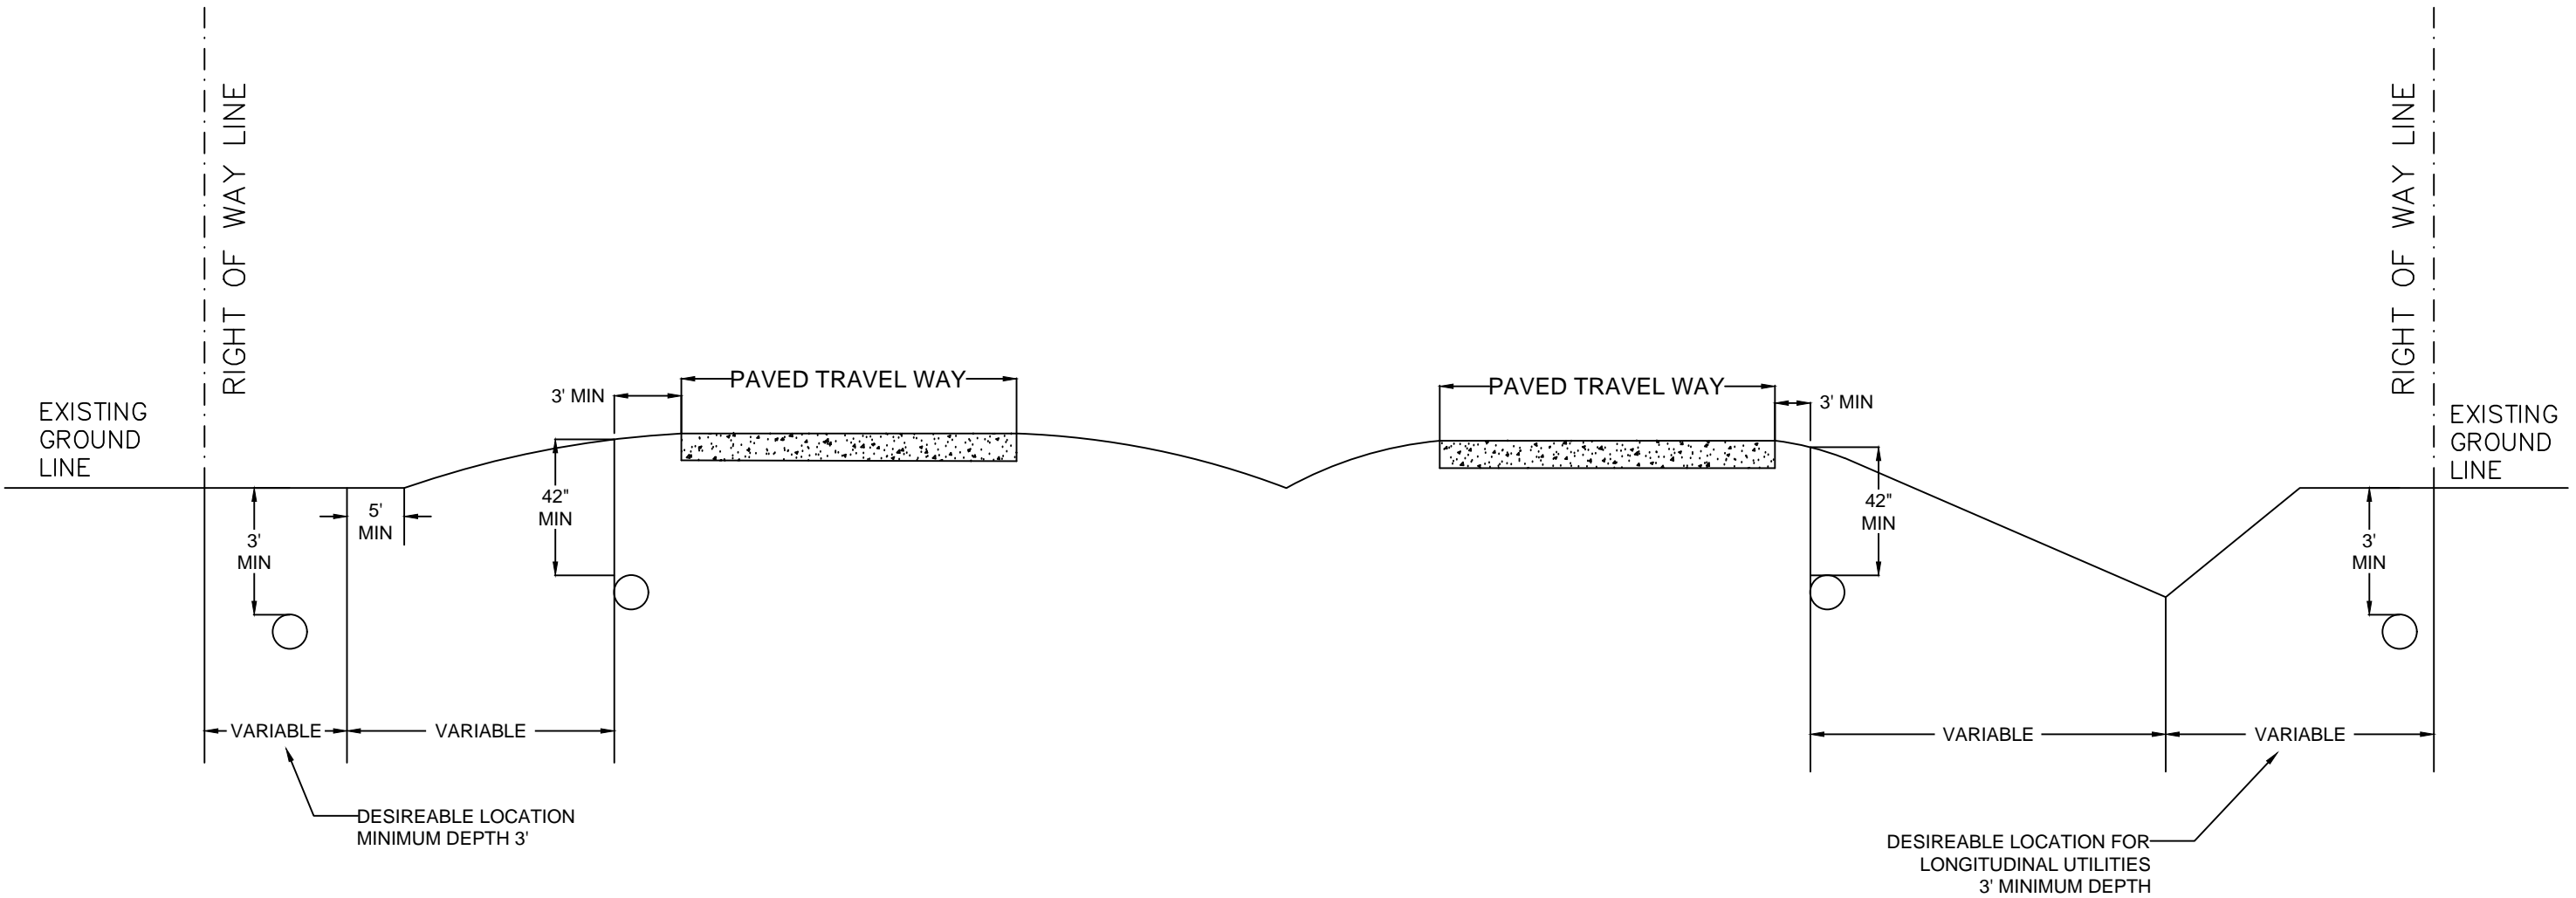 RIGHT OF WAY LINE
RIGHT OF WAY LINE
PAVED TRAVEL WAY
PAVED TRAVEL WAY
3' MIN
3' MIN
EXISTING
GROUND
LINE
EXISTING
GROUND
LINE
5'
MIN
42"
MIN
42"
MIN
3'
MIN
3'
MIN
VARIABLE
VARIABLE
VARIABLE
VARIABLE
DESIREABLE LOCATION
MINIMUM DEPTH 3'
DESIREABLE LOCATION FOR
LONGITUDINAL UTILITIES
3' MINIMUM DEPTH